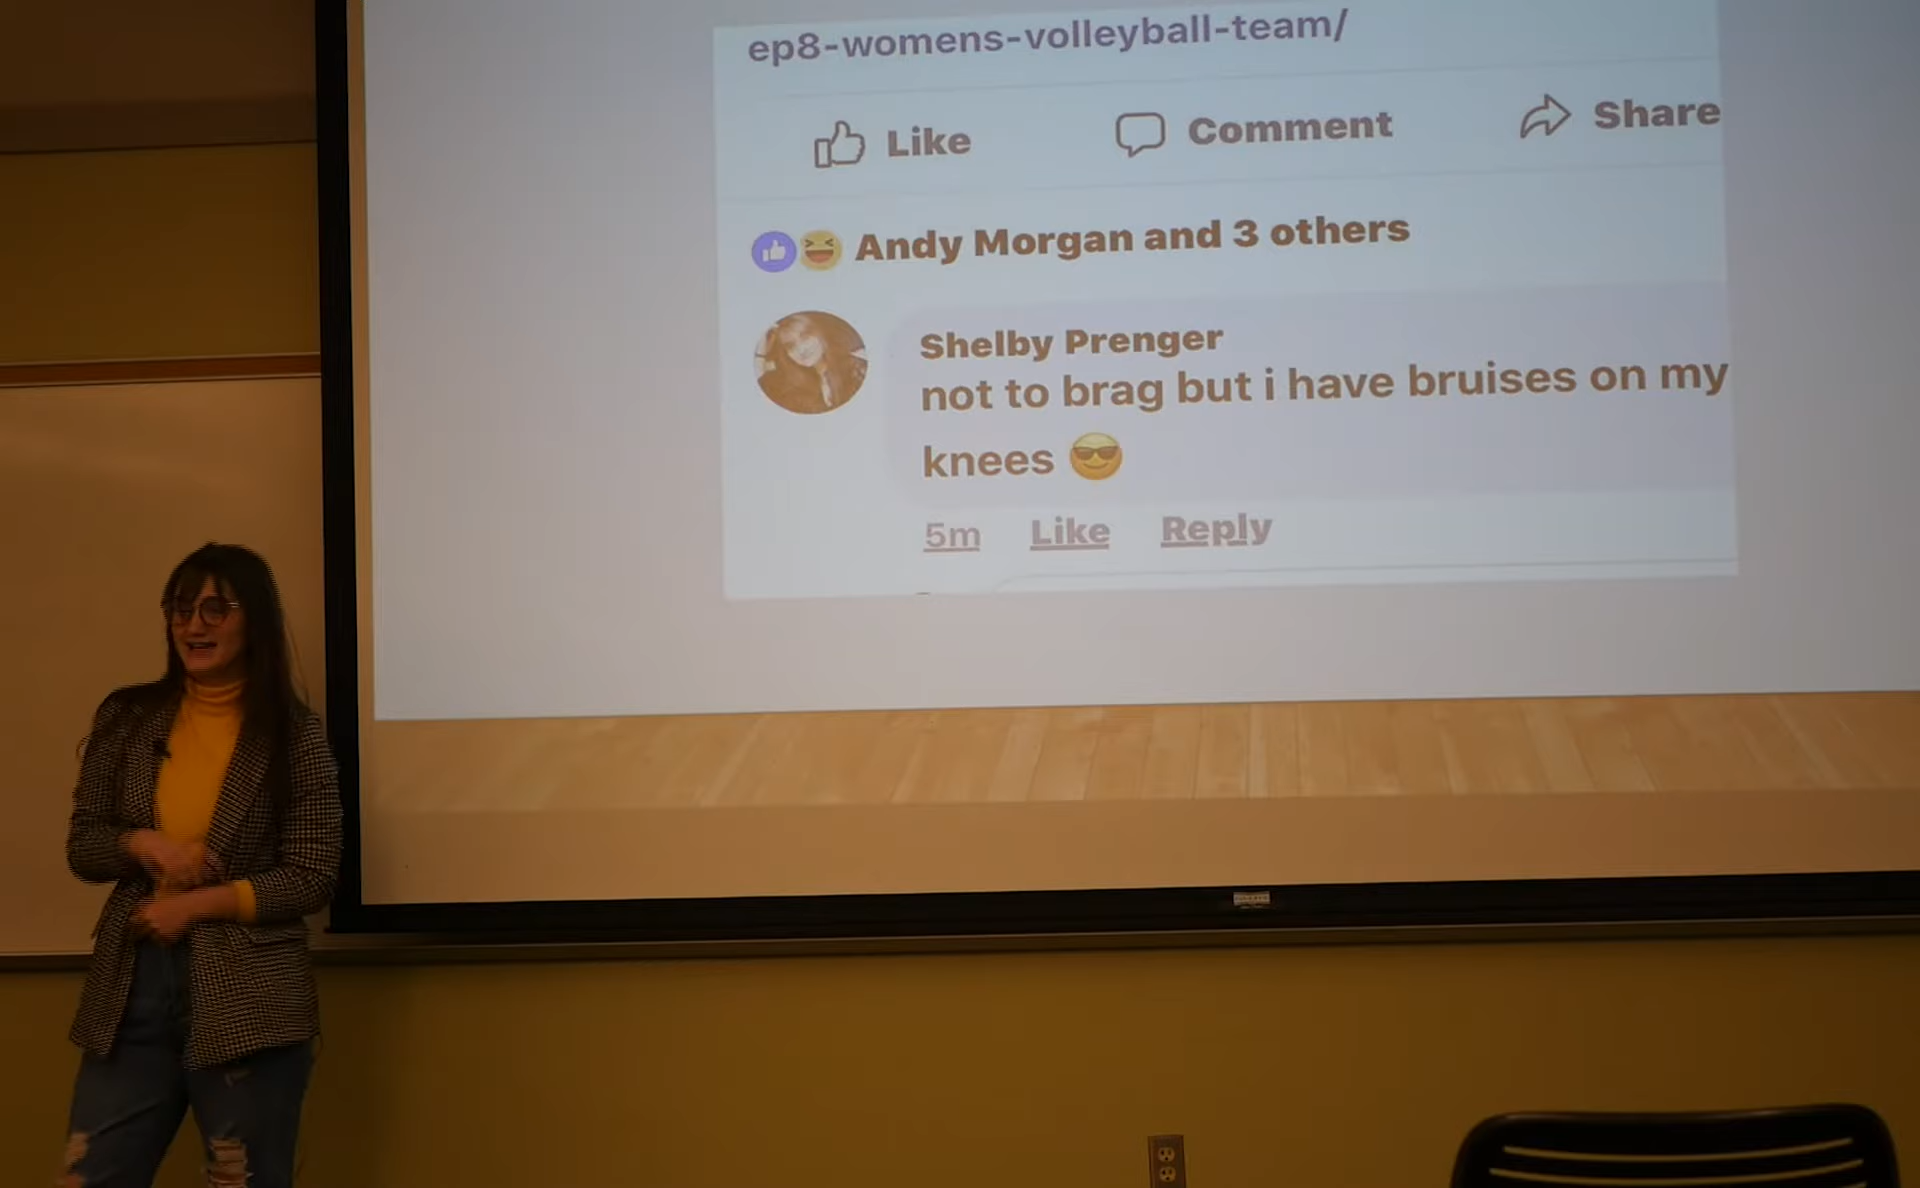 ep8-womens-volleyball-team/
Like Comment Share
Andy Morgan and 3 others
Shelby Prenger
not to brag but i have bruises on my
knees 😎
5m Like Reply